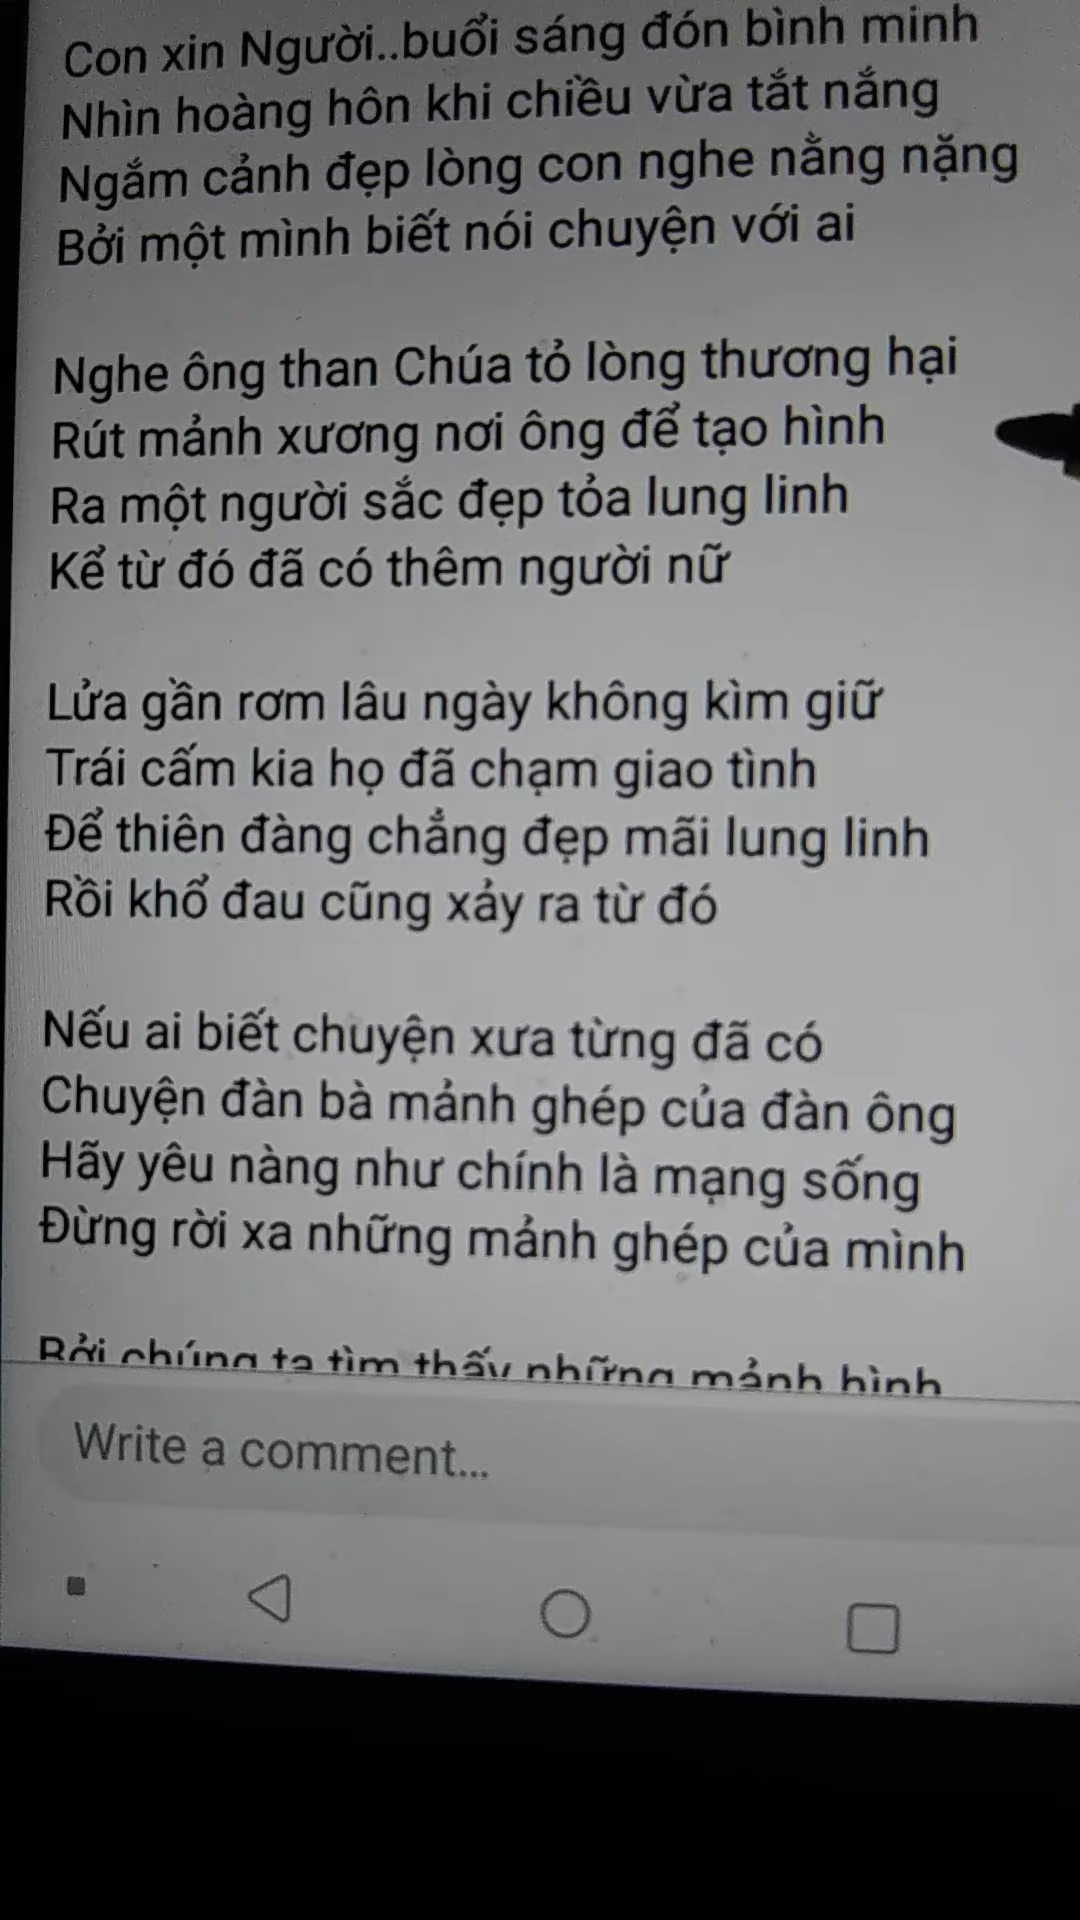 Con xin Người..buổi sáng đón bình minh
Nhìn hoàng hôn khi chiều vừa tắt nắng
Ngắm cảnh đẹp lòng con nghe nằng nặng
Bởi một mình biết nói chuyện với ai
Nghe ông than Chúa tỏ lòng thương hại
Rút mảnh xương nơi ông để tạo hình
Ra một người sắc đẹp tỏa lung linh
Kể từ đó đã có thêm người nữ
Lửa gần rơm lâu ngày không kìm giữ
Trái cấm kia họ đã chạm giao tình
Để thiên đàng chẳng đẹp mãi lung linh
Rồi khổ đau cũng xảy ra từ đó
Nếu ai biết chuyện xưa từng đã có
Chuyện đàn bà mảnh ghép của đàn ông
Hãy yêu nàng như chính là mạng sống
Đừng rời xa những mảnh ghép của mình
Bởi chúng ta tìm thấy những mảnh hình
Write a comment...